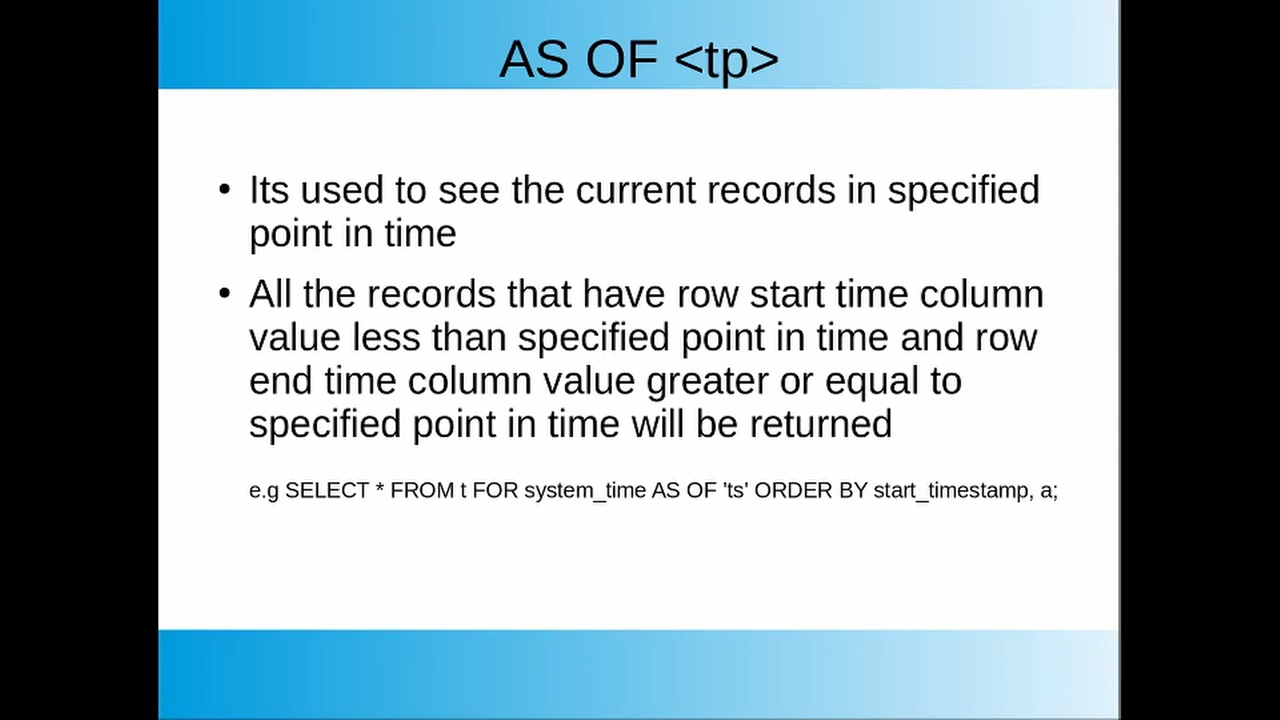 AS OF <tp>
• Its used to see the current records in specified
point in time
• All the records that have row start time column
value less than specified point in time and row
end time column value greater or equal to
specified point in time will be returned
e.g SELECT * FROM t FOR system_time AS OF 'ts' ORDER BY start_timestamp, a;